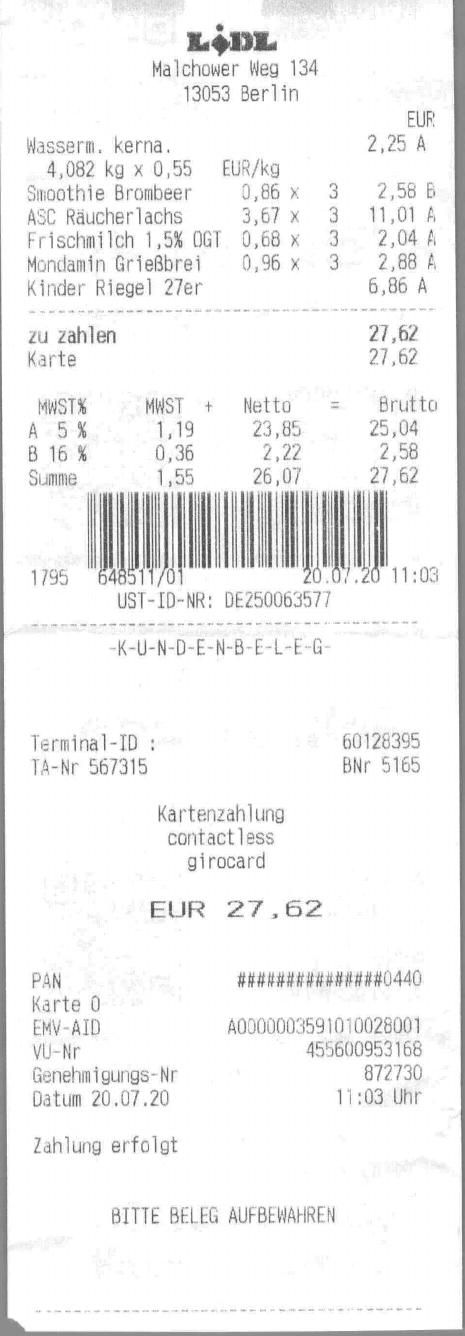 LIDL
Malchower Weg 134
13053 Berlin
EUR
Wasserm. kerna. 2,25 A
4,082 kg x 0,55 EUR/kg
Smoothie Brombeer 0,86 x 3 2,58 B
ASC Räucherlachs 3,67 x 3 11,01 A
Frischmilch 1,5% OGT 0,68 x 3 2,04 A
Mondamin Grießbrei 0,96 x 3 2,88 A
Kinder Riegel 27er 6,86 A
zu zahlen 27,62
Karte 27,62
MWST% MWST + Netto = Brutto
A 5 % 1,19 23,85 25,04
B 16 % 0,36 2,22 2,58
Summe 1,55 26,07 27,62
1795 648511/01 20.07.20 11:03
UST-ID-NR: DE250063577
-K-U-N-D-E-N-B-E-L-E-G-
Terminal-ID : 60128395
TA-Nr 567315 BNr 5165
Kartenzahlung
contactless
girocard
EUR 27,62
PAN ###############0440
Karte 0
EMV-AID A0000003591010028001
VU-Nr 455600953168
Genehmigungs-Nr 872730
Datum 20.07.20 11:03 Uhr
Zahlung erfolgt
BITTE BELEG AUFBEWAHREN